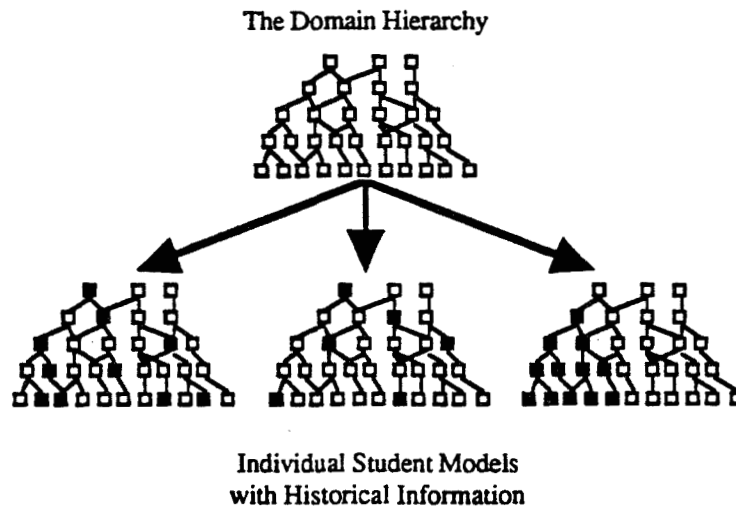 The Domain Hierarchy
Individual Student Models
with Historical Information